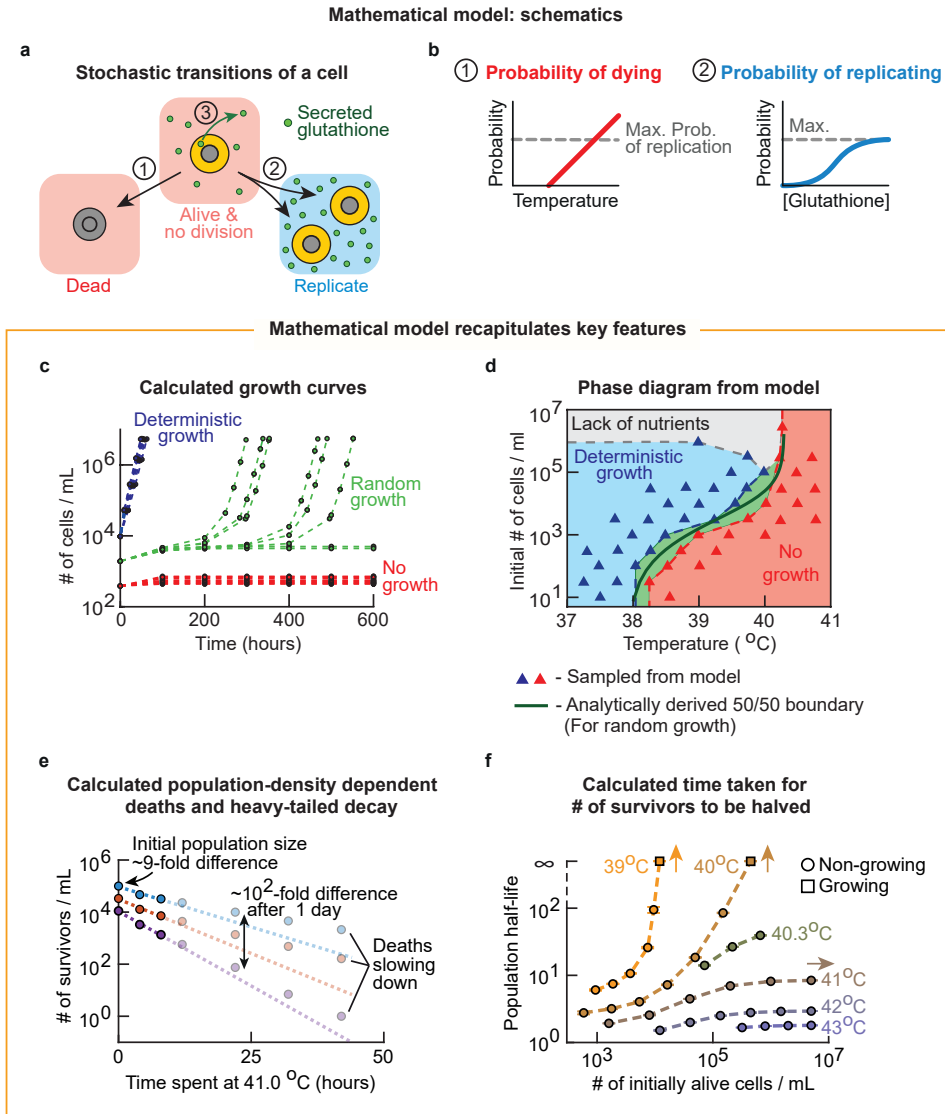 Mathematical model: schematics
a
Stochastic transitions of a cell
3
Secreted
glutathione
1
2
Alive &
no division
Dead
Replicate
b
1 Probability of dying
Probability
Max. Prob.
of replication
Temperature
2 Probability of replicating
Probability
Max.
[Glutathione]
Mathematical model recapitulates key features
c
Calculated growth curves
# of cells / mL
10^6
10^4
10^2
Deterministic
growth
Random
growth
No
growth
0 200 400 600
Time (hours)
d
Phase diagram from model
Initial # of cells / ml
10^7
10^5
10^3
10^1
Lack of nutrients
Deterministic
growth
No
growth
37 38 39 40 41
Temperature ( °C)
- Sampled from model
- Analytically derived 50/50 boundary
(For random growth)
e
Calculated population-density dependent
deaths and heavy-tailed decay
# of survivors / mL
10^6
10^4
10^2
10^0
Initial population size
~9-fold difference
~10^2-fold difference
after 1 day
Deaths
slowing
down
0 25 50
Time spent at 41.0 °C (hours)
f
Calculated time taken for
# of survivors to be halved
Population half-life
∞
10^2
10^1
10^0
39°C
40°C
Non-growing
Growing
40.3°C
41°C
42°C
43°C
10^3 10^5 10^7
# of initially alive cells / mL